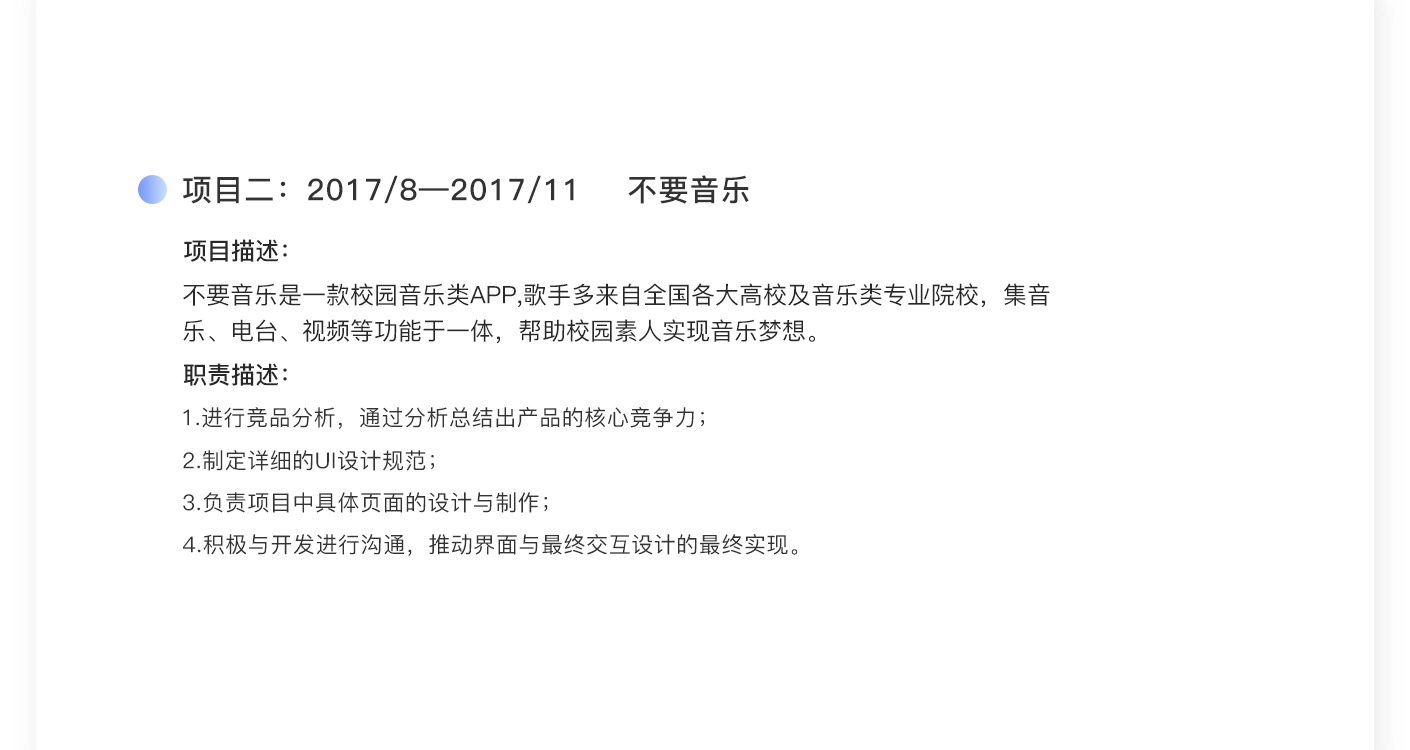 项目二：2017/8—2017/11 不要音乐
项目描述：
不要音乐是一款校园音乐类APP,歌手多来自全国各大高校及音乐类专业院校，集音
乐、电台、视频等功能于一体，帮助校园素人实现音乐梦想。
职责描述：
1.进行竞品分析，通过分析总结出产品的核心竞争力；
2.制定详细的UI设计规范；
3.负责项目中具体页面的设计与制作；
4.积极与开发进行沟通，推动界面与最终交互设计的最终实现。